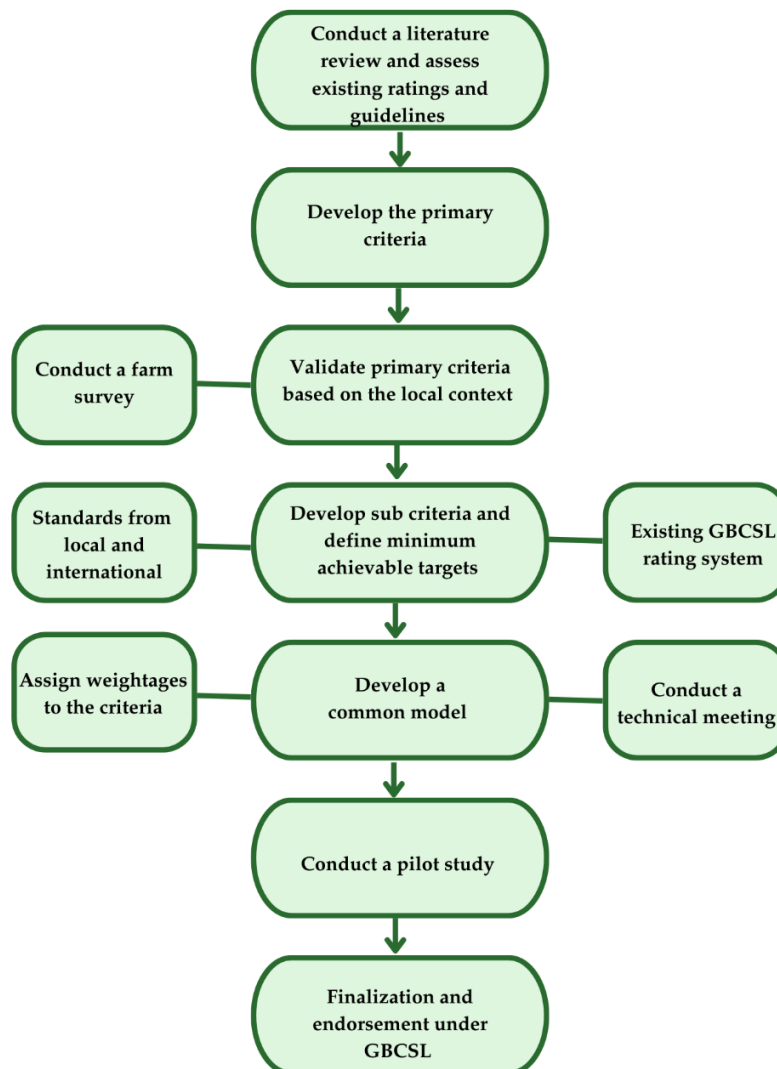 Conduct a literature
review and assess
existing ratings and
guidelines
Develop the primary
criteria
Conduct a farm
survey
Validate primary criteria
based on the local context
Standards from
local and
international
Develop sub criteria and
define minimum
achievable targets
Existing GBCSL
rating system
Assign weightages
to the criteria
Develop a
common model
Conduct a
technical meeting
Conduct a pilot study
Finalization and
endorsement under
GBCSL